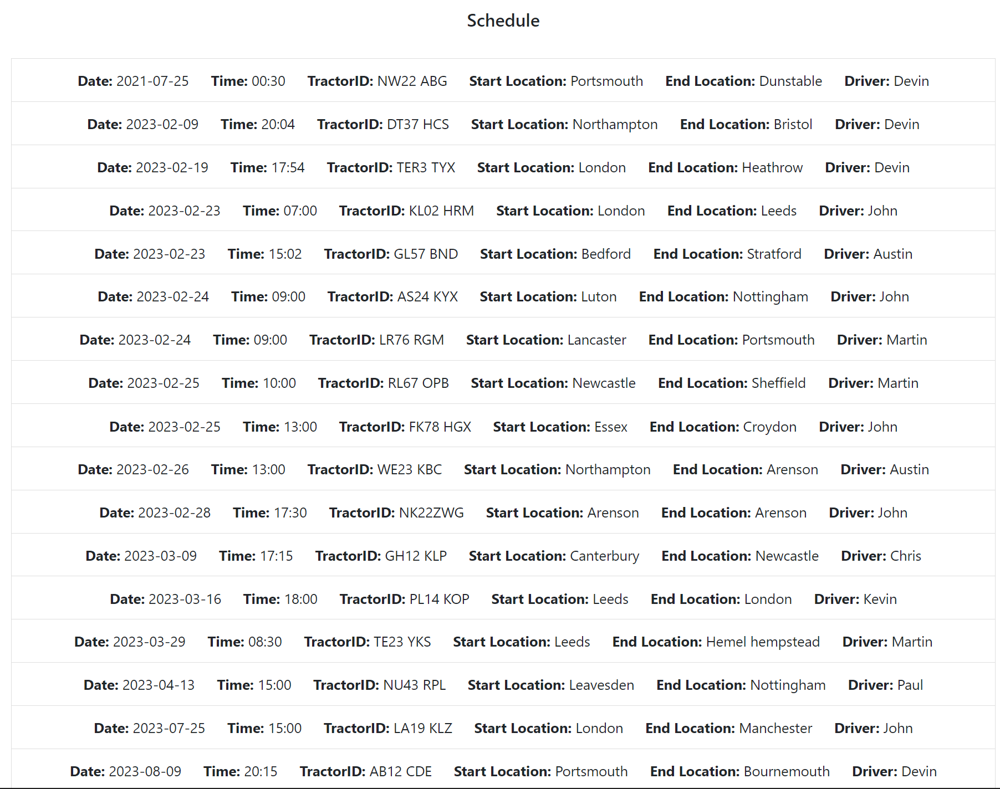 Schedule
Date: 2021-07-25 Time: 00:30 TractorID: NW22 ABG Start Location: Portsmouth End Location: Dunstable Driver: Devin
Date: 2023-02-09 Time: 20:04 TractorID: DT37 HCS Start Location: Northampton End Location: Bristol Driver: Devin
Date: 2023-02-19 Time: 17:54 TractorID: TER3 TYX Start Location: London End Location: Heathrow Driver: Devin
Date: 2023-02-23 Time: 07:00 TractorID: KL02 HRM Start Location: London End Location: Leeds Driver: John
Date: 2023-02-23 Time: 15:02 TractorID: GL57 BND Start Location: Bedford End Location: Stratford Driver: Austin
Date: 2023-02-24 Time: 09:00 TractorID: AS24 KYX Start Location: Luton End Location: Nottingham Driver: John
Date: 2023-02-24 Time: 09:00 TractorID: LR76 RGM Start Location: Lancaster End Location: Portsmouth Driver: Martin
Date: 2023-02-25 Time: 10:00 TractorID: RL67 OPB Start Location: Newcastle End Location: Sheffield Driver: Martin
Date: 2023-02-25 Time: 13:00 TractorID: FK78 HGX Start Location: Essex End Location: Croydon Driver: John
Date: 2023-02-26 Time: 13:00 TractorID: WE23 KBC Start Location: Northampton End Location: Arenson Driver: Austin
Date: 2023-02-28 Time: 17:30 TractorID: NK22ZWG Start Location: Arenson End Location: Arenson Driver: John
Date: 2023-03-09 Time: 17:15 TractorID: GH12 KLP Start Location: Canterbury End Location: Newcastle Driver: Chris
Date: 2023-03-16 Time: 18:00 TractorID: PL14 KOP Start Location: Leeds End Location: London Driver: Kevin
Date: 2023-03-29 Time: 08:30 TractorID: TE23 YKS Start Location: Leeds End Location: Hemel hempstead Driver: Martin
Date: 2023-04-13 Time: 15:00 TractorID: NU43 RPL Start Location: Leavesden End Location: Nottingham Driver: Paul
Date: 2023-07-25 Time: 15:00 TractorID: LA19 KLZ Start Location: London End Location: Manchester Driver: John
Date: 2023-08-09 Time: 20:15 TractorID: AB12 CDE Start Location: Portsmouth End Location: Bournemouth Driver: Devin